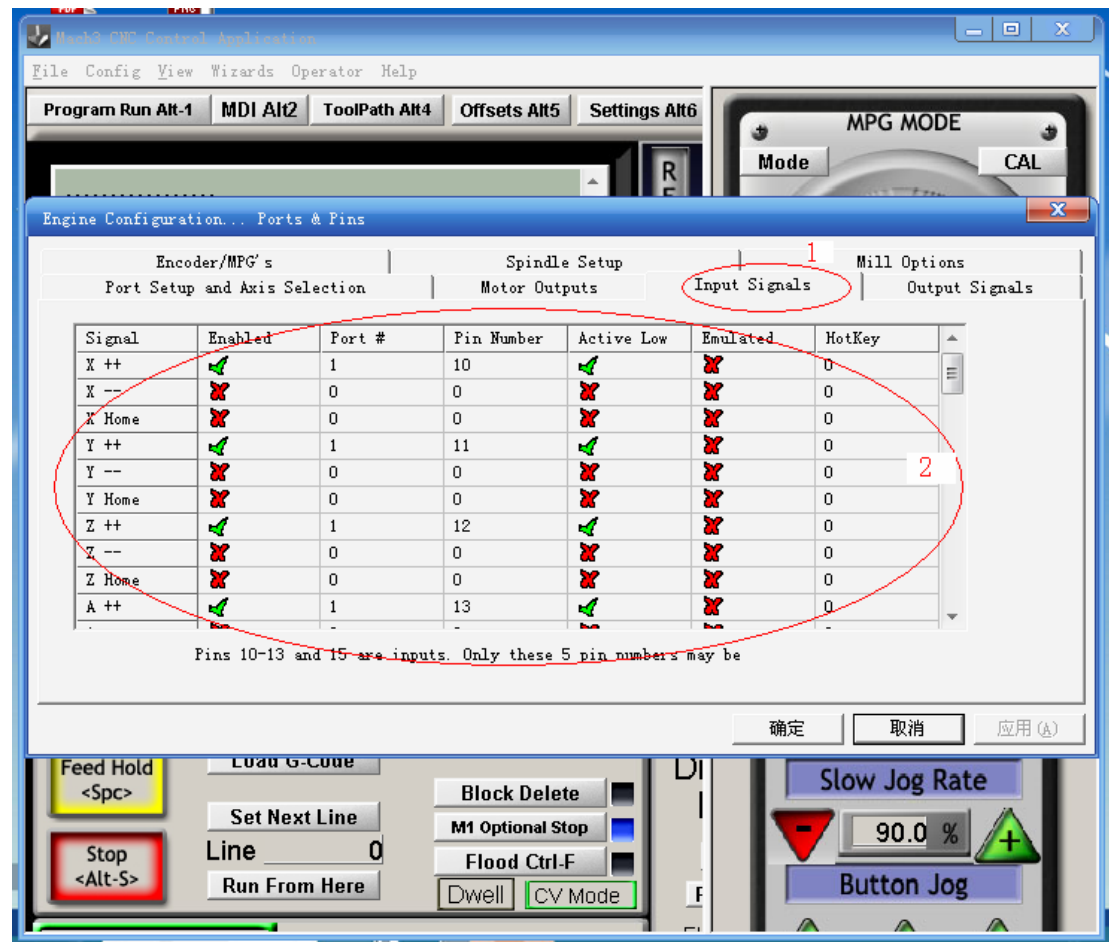 Mach3 CNC Control Application
File Config View Wizards Operator Help
Program Run Alt-1 MDI Alt2 ToolPath Alt4 Offsets Alt5 Settings Alt6
MPG MODE
Mode CAL
R
Engine Configuration... Ports & Pins
1
Encoder/MPG's Spindle Setup Mill Options
Port Setup and Axis Selection Motor Outputs Input Signals Output Signals
Signal Enabled Port # Pin Number Active Low Emulated HotKey
X ++ 1 10 0
X -- 0 0 0
X Home 0 0 0
Y ++ 1 11 0
Y -- 0 0 0
2
Y Home 0 0 0
Z ++ 1 12 0
Z -- 0 0 0
Z Home 0 0 0
A ++ 1 13 0
Pins 10-13 and 15 are inputs. Only these 5 pin numbers may be
确定 取消 应用(A)
Feed Hold
<Spc>
Load G-Code
Set Next Line
Line 0
Run From Here
Stop
<Alt-S>
Block Delete
M1 Optional Stop
Flood Ctrl-F
Dwell CV Mode
Slow Jog Rate
- 90.0 % +
Button Jog